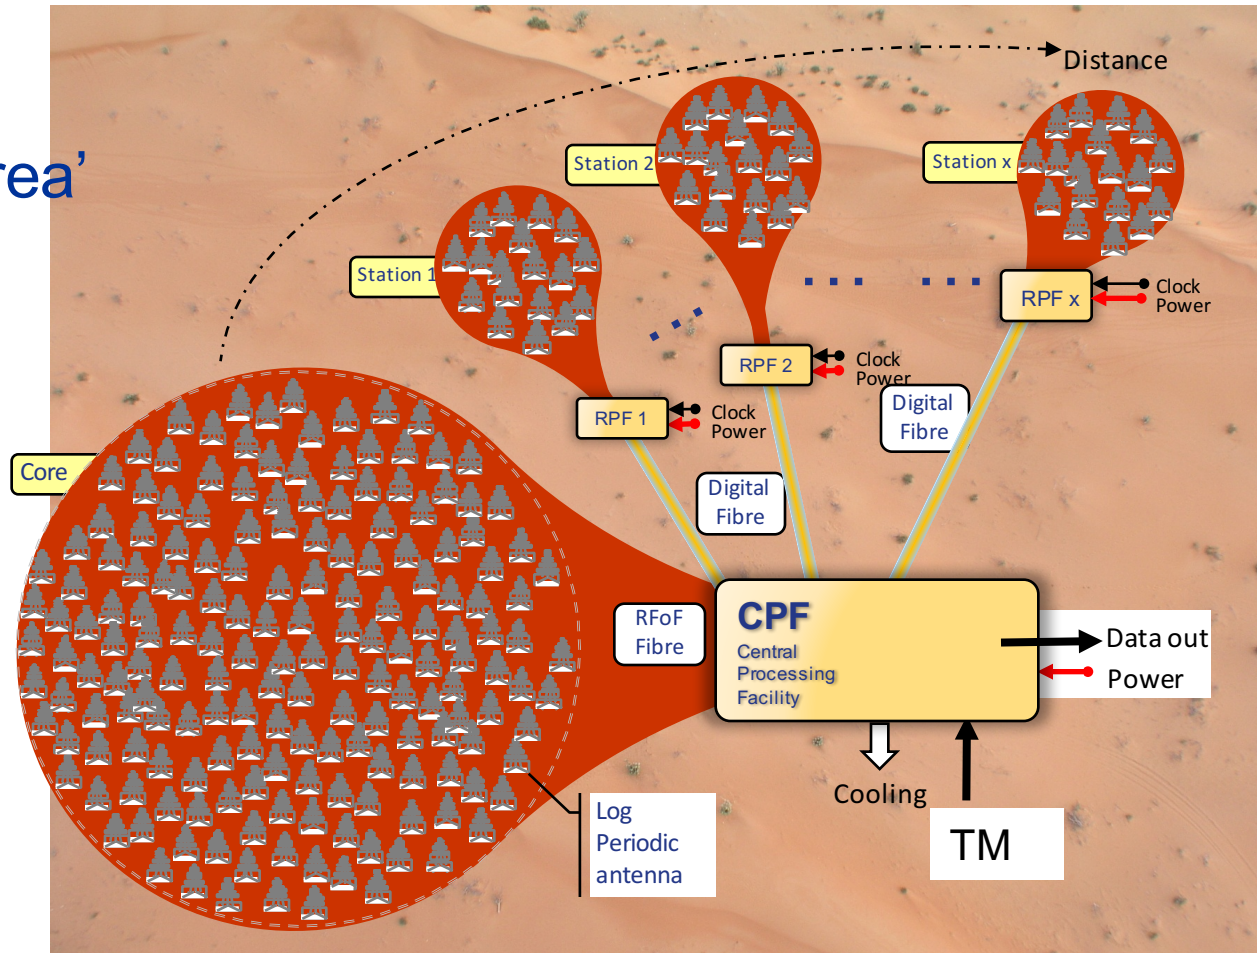 rea’
Distance
Station 2
Station x
Station 1
RPF x
Clock
Power
RPF 2
Clock
Power
RPF 1
Clock
Power
Digital
Fibre
Core
Digital
Fibre
RFoF
Fibre
CPF
Central
Processing
Facility
Data out
Power
Cooling
TM
Log
Periodic
antenna